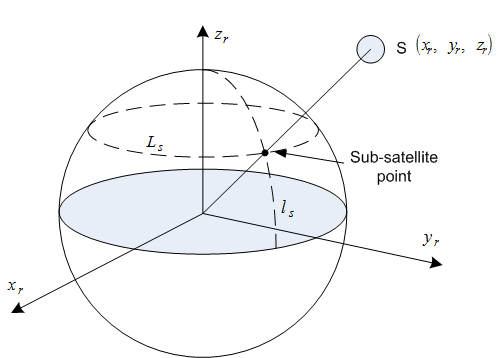 z_r
S (x_r, y_r, z_r)
L_s
Sub-satellite
point
l_s
y_r
x_r